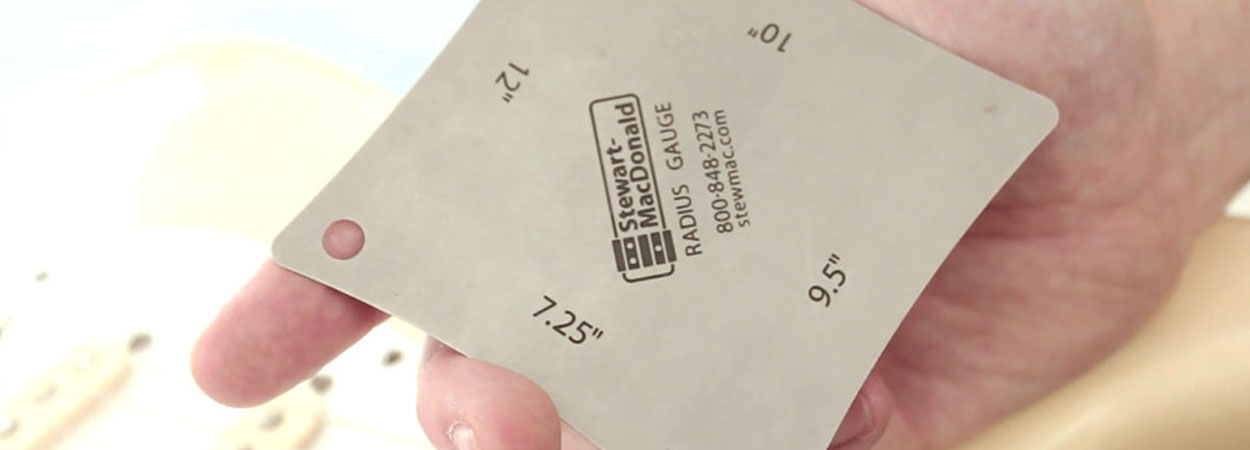 12"
10"
Stewart-
MacDonald
RADIUS GAUGE
800·848·2273
stewmac.com
7.25"
9.5"